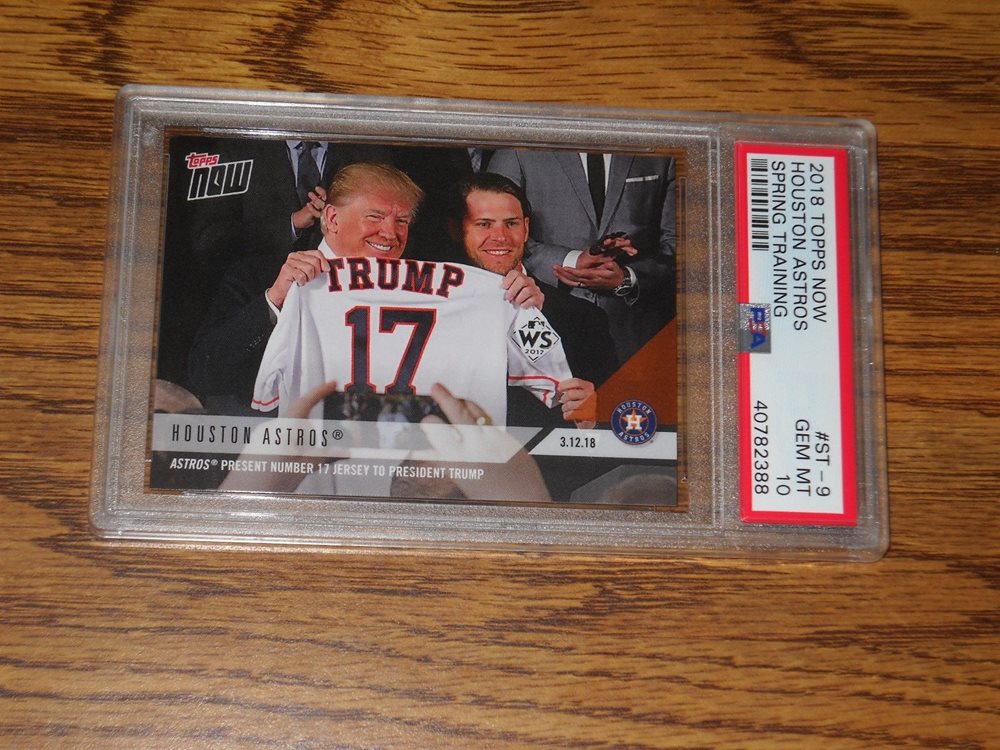 topps
NOW
TRUMP
17
WS
2017
HOUSTON ASTROS®
3.12.18
HOUSTON
H
ASTROS
ASTROS® PRESENT NUMBER 17 JERSEY TO PRESIDENT TRUMP
2018 TOPPS NOW
HOUSTON ASTROS
SPRING TRAINING
#ST-9
GEM MT
10
40782388
PSA